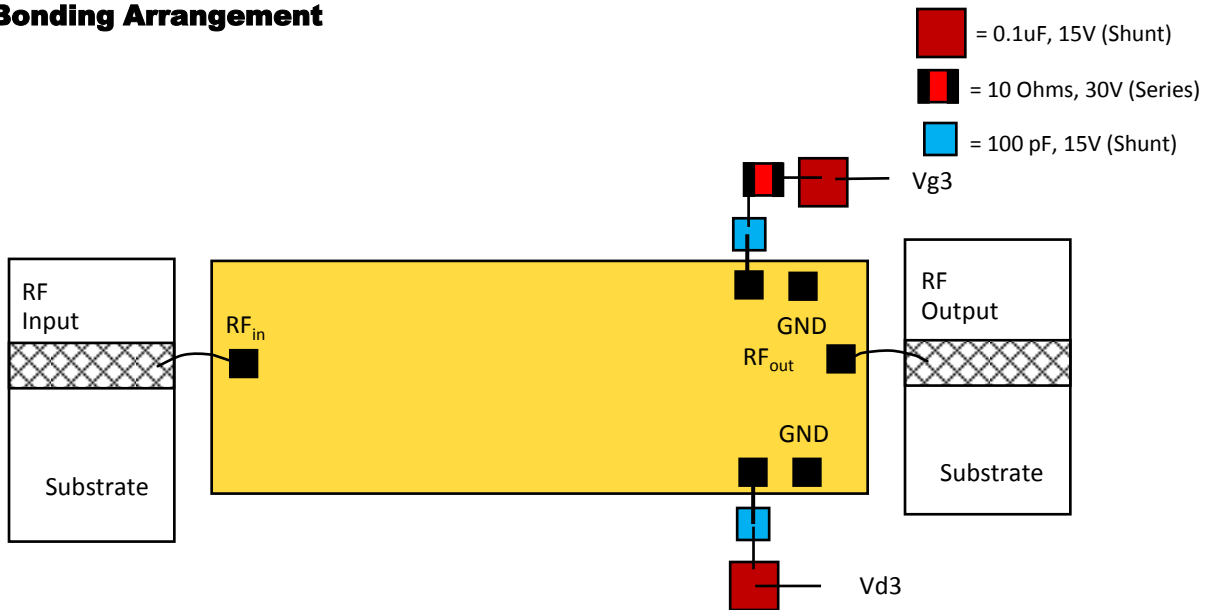 Bonding Arrangement
= 0.1uF, 15V (Shunt)
= 10 Ohms, 30V (Series)
= 100 pF, 15V (Shunt)
Vg3
RF
Input
RFin
GND
RFout
RF
Output
GND
Substrate
Substrate
Vd3